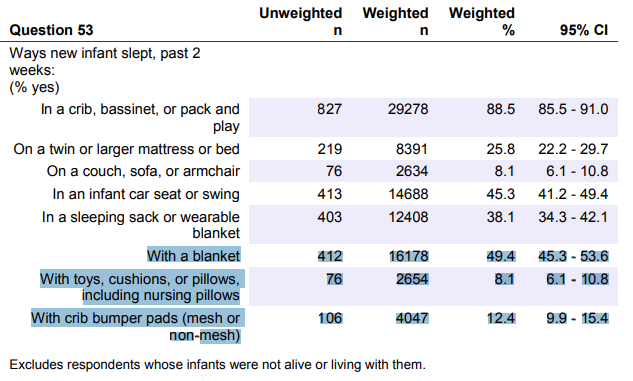 Question 53 Unweighted n Weighted n Weighted % 95% CI
Ways new infant slept, past 2
weeks:
(% yes)
In a crib, bassinet, or pack and play 827 29278 88.5 85.5 - 91.0
On a twin or larger mattress or bed 219 8391 25.8 22.2 - 29.7
On a couch, sofa, or armchair 76 2634 8.1 6.1 - 10.8
In an infant car seat or swing 413 14688 45.3 41.2 - 49.4
In a sleeping sack or wearable blanket 403 12408 38.1 34.3 - 42.1
With a blanket 412 16178 49.4 45.3 - 53.6
With toys, cushions, or pillows, including nursing pillows 76 2654 8.1 6.1 - 10.8
With crib bumper pads (mesh or non-mesh) 106 4047 12.4 9.9 - 15.4
Excludes respondents whose infants were not alive or living with them.